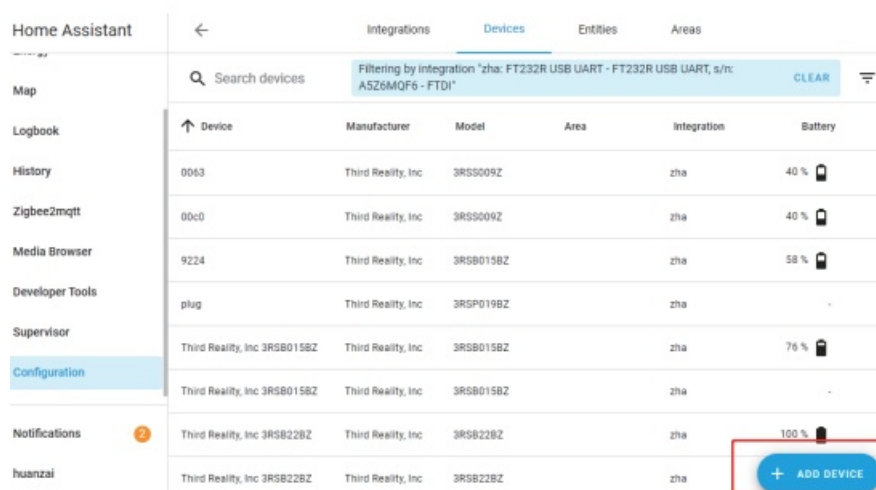 Home Assistant
Integrations Devices Entities Areas
Map
Logbook
History
Zigbee2mqtt
Media Browser
Developer Tools
Supervisor
Configuration
Notifications 2
huanzai
Search devices
Filtering by integration "zha: FT232R USB UART - FT232R USB UART, s/n:
A5Z6MQF6 - FTDI"
CLEAR
Device Manufacturer Model Area Integration Battery
0063 Third Reality, Inc 3RSS009Z zha 40 %
00c0 Third Reality, Inc 3RSS009Z zha 40 %
9224 Third Reality, Inc 3RSB015BZ zha 58 %
plug Third Reality, Inc 3RSP019BZ zha -
Third Reality, Inc 3RSB015BZ Third Reality, Inc 3RSB015BZ zha 76 %
Third Reality, Inc 3RSB015BZ Third Reality, Inc 3RSB015BZ zha -
Third Reality, Inc 3RSB22BZ Third Reality, Inc 3RSB22BZ zha 100 %
Third Reality, Inc 3RSB22BZ Third Reality, Inc 3RSB22BZ zha
+ ADD DEVICE